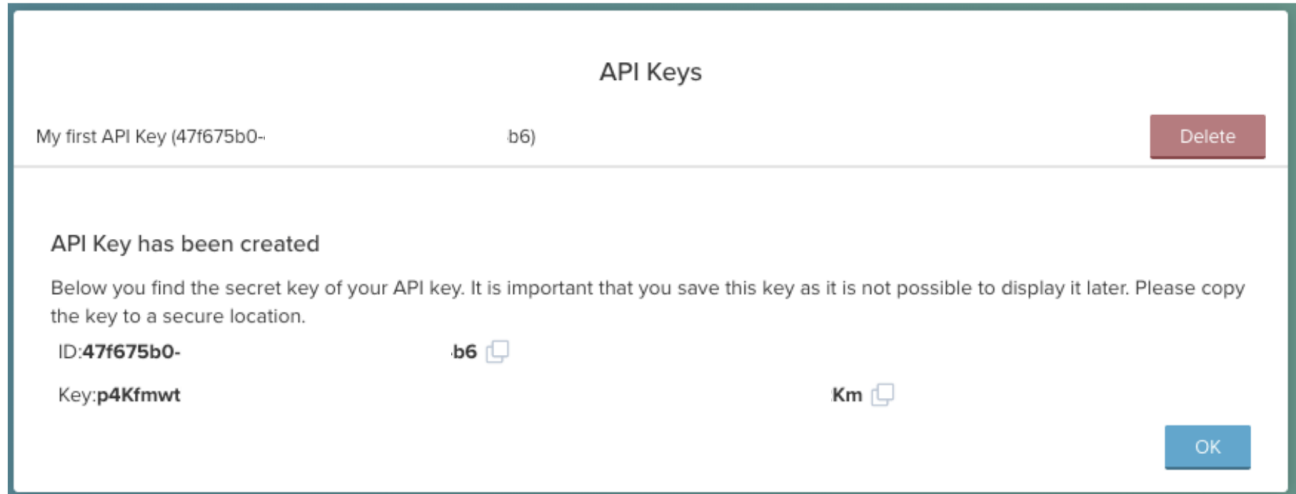 API Keys
My first API Key (47f675b0- b6)
Delete
API Key has been created
Below you find the secret key of your API key. It is important that you save this key as it is not possible to display it later. Please copy
the key to a secure location.
ID:47f675b0- b6
Key:p4Kfmwt Km
OK